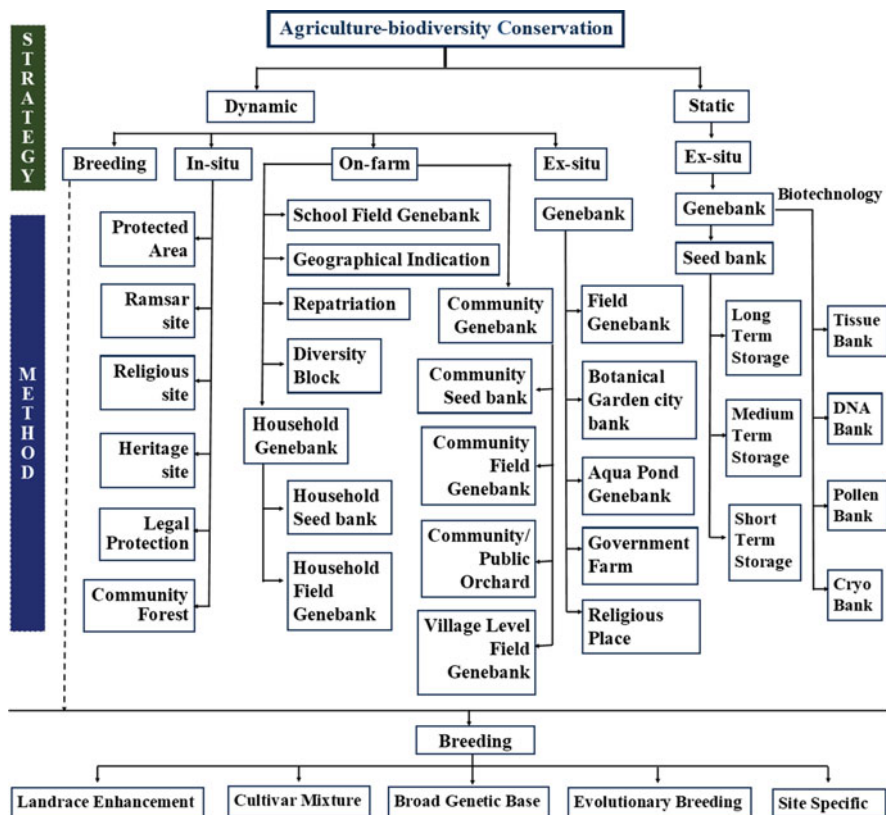 Agriculture-biodiversity Conservation
STRATEGY
Dynamic
Static
Breeding
In-situ
On-farm
Ex-situ
Ex-situ
Biotechnology
METHOD
Protected
Area
Ramsar
site
Religious
site
Heritage
site
Legal
Protection
Community
Forest
School Field Genebank
Geographical Indication
Repatriation
Diversity
Block
Household
Genebank
Household
Seed bank
Household
Field
Genebank
Community
Genebank
Community
Seed bank
Community
Field
Genebank
Community/
Public
Orchard
Village Level
Field
Genebank
Genebank
Field
Genebank
Botanical
Garden city
bank
Aqua Pond
Genebank
Government
Farm
Religious
Place
Genebank
Seed bank
Long
Term
Storage
Medium
Term
Storage
Short
Term
Storage
Tissue
Bank
DNA
Bank
Pollen
Bank
Cryo
Bank
Breeding
Landrace Enhancement
Cultivar Mixture
Broad Genetic Base
Evolutionary Breeding
Site Specific